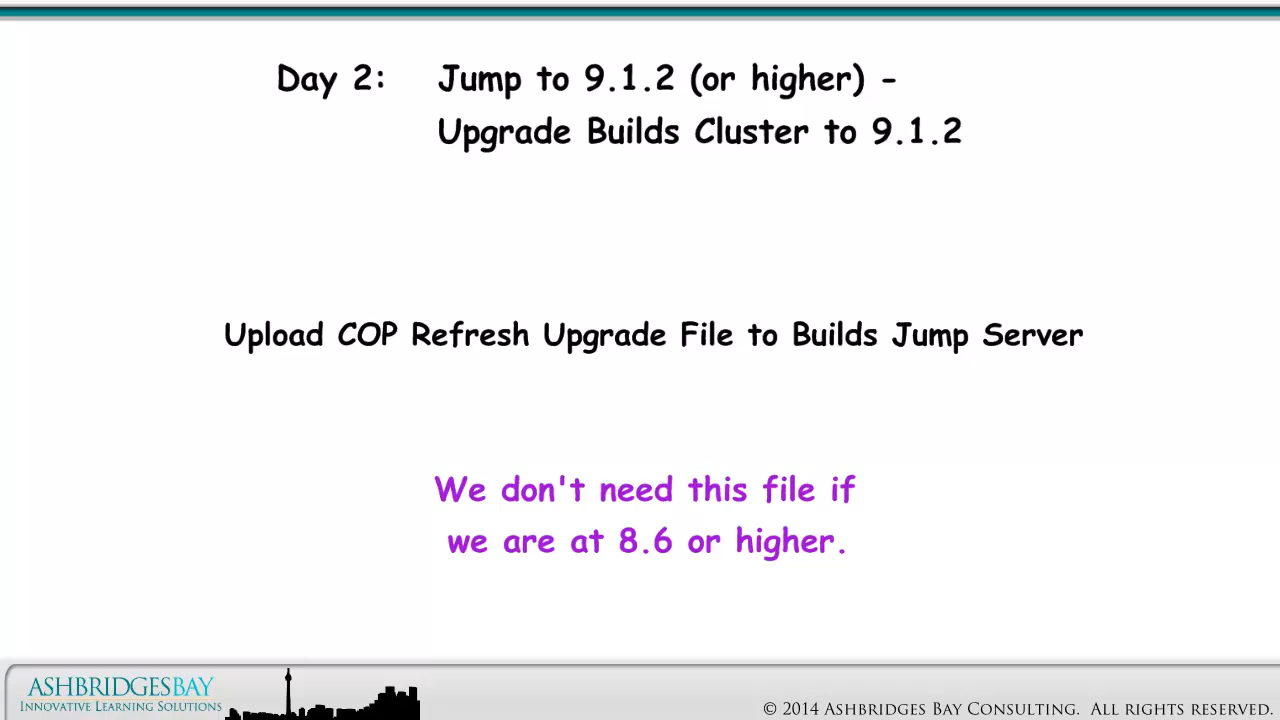 Day 2: Jump to 9.1.2 (or higher) -
Upgrade Builds Cluster to 9.1.2
Upload COP Refresh Upgrade File to Builds Jump Server
We don't need this file if
we are at 8.6 or higher.
ASHBRIDGESBAY
INNOVATIVE LEARNING SOLUTIONS
© 2014 ASHBRIDGES BAY CONSULTING. ALL RIGHTS RESERVED.